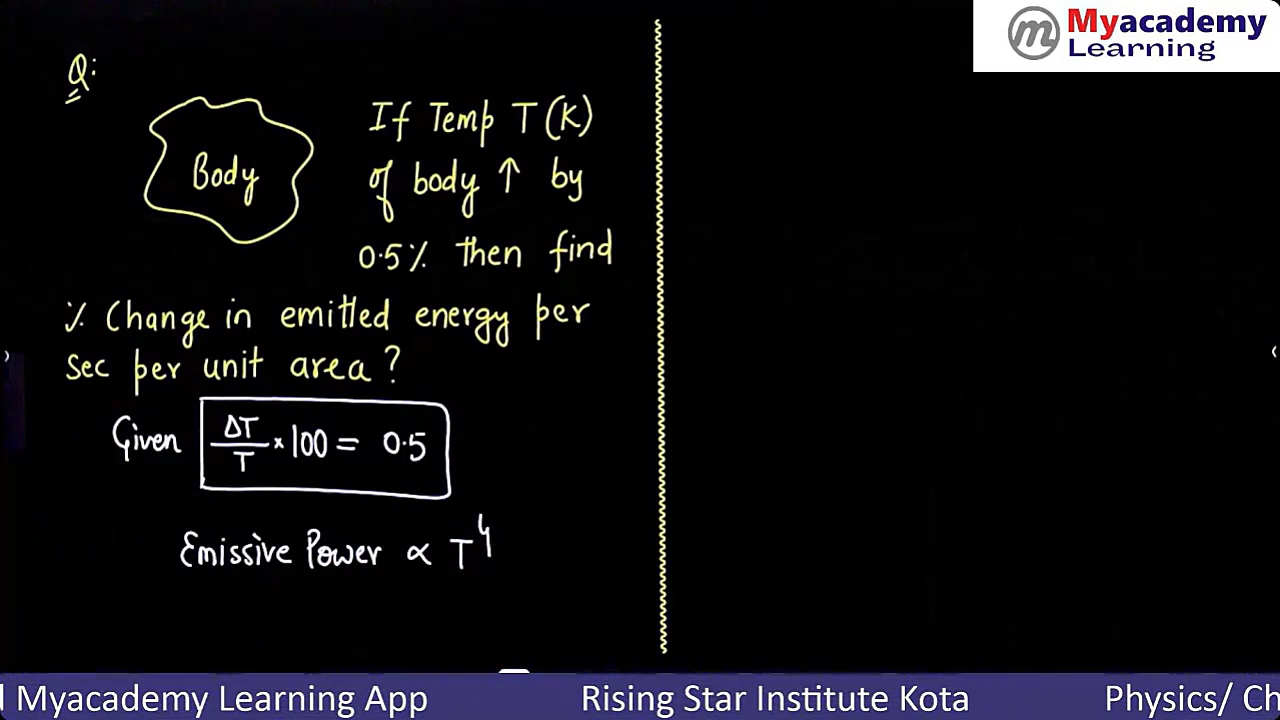 Myacademy
Learning
Q:
Body
If Temp T (K)
of body ↑ by
0.5% then find
% Change in emitted energy per
sec per unit area?
Given ΔT/T × 100 = 0.5
Emissive Power ∝ T⁴
Myacademy Learning App Rising Star Institute Kota Physics/ Ch